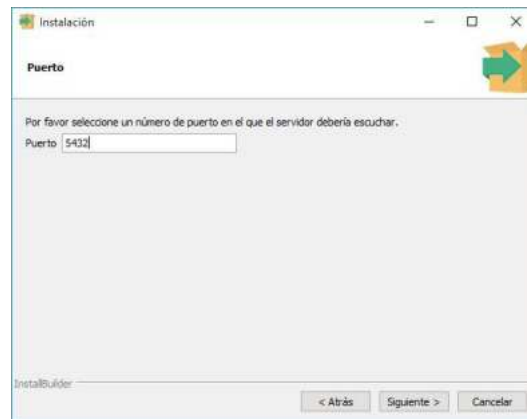 Instalación
Puerto
Por favor seleccione un número de puerto en el que el servidor debería escuchar.
Puerto 5432
InstallBuilder
< Atrás Siguiente > Cancelar